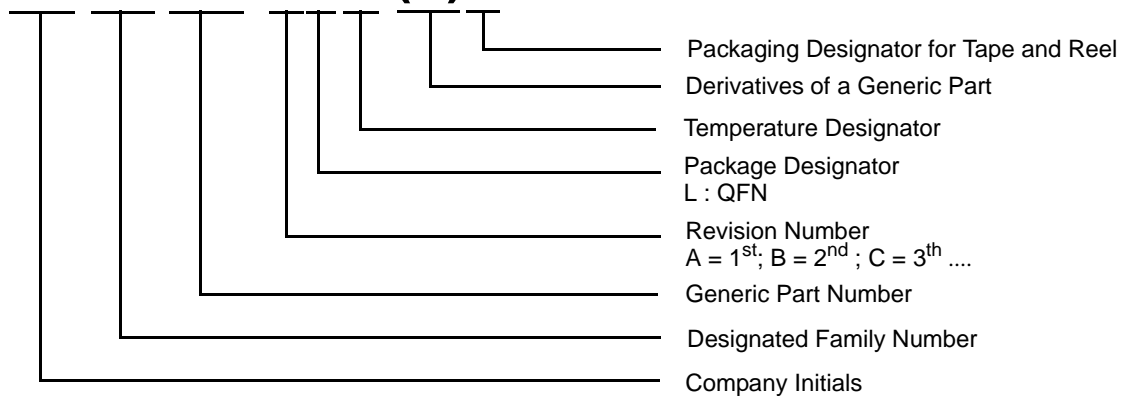 Packaging Designator for Tape and Reel
Derivatives of a Generic Part
Temperature Designator
Package Designator
L : QFN
Revision Number
A = 1st; B = 2nd ; C = 3th ....
Generic Part Number
Designated Family Number
Company Initials